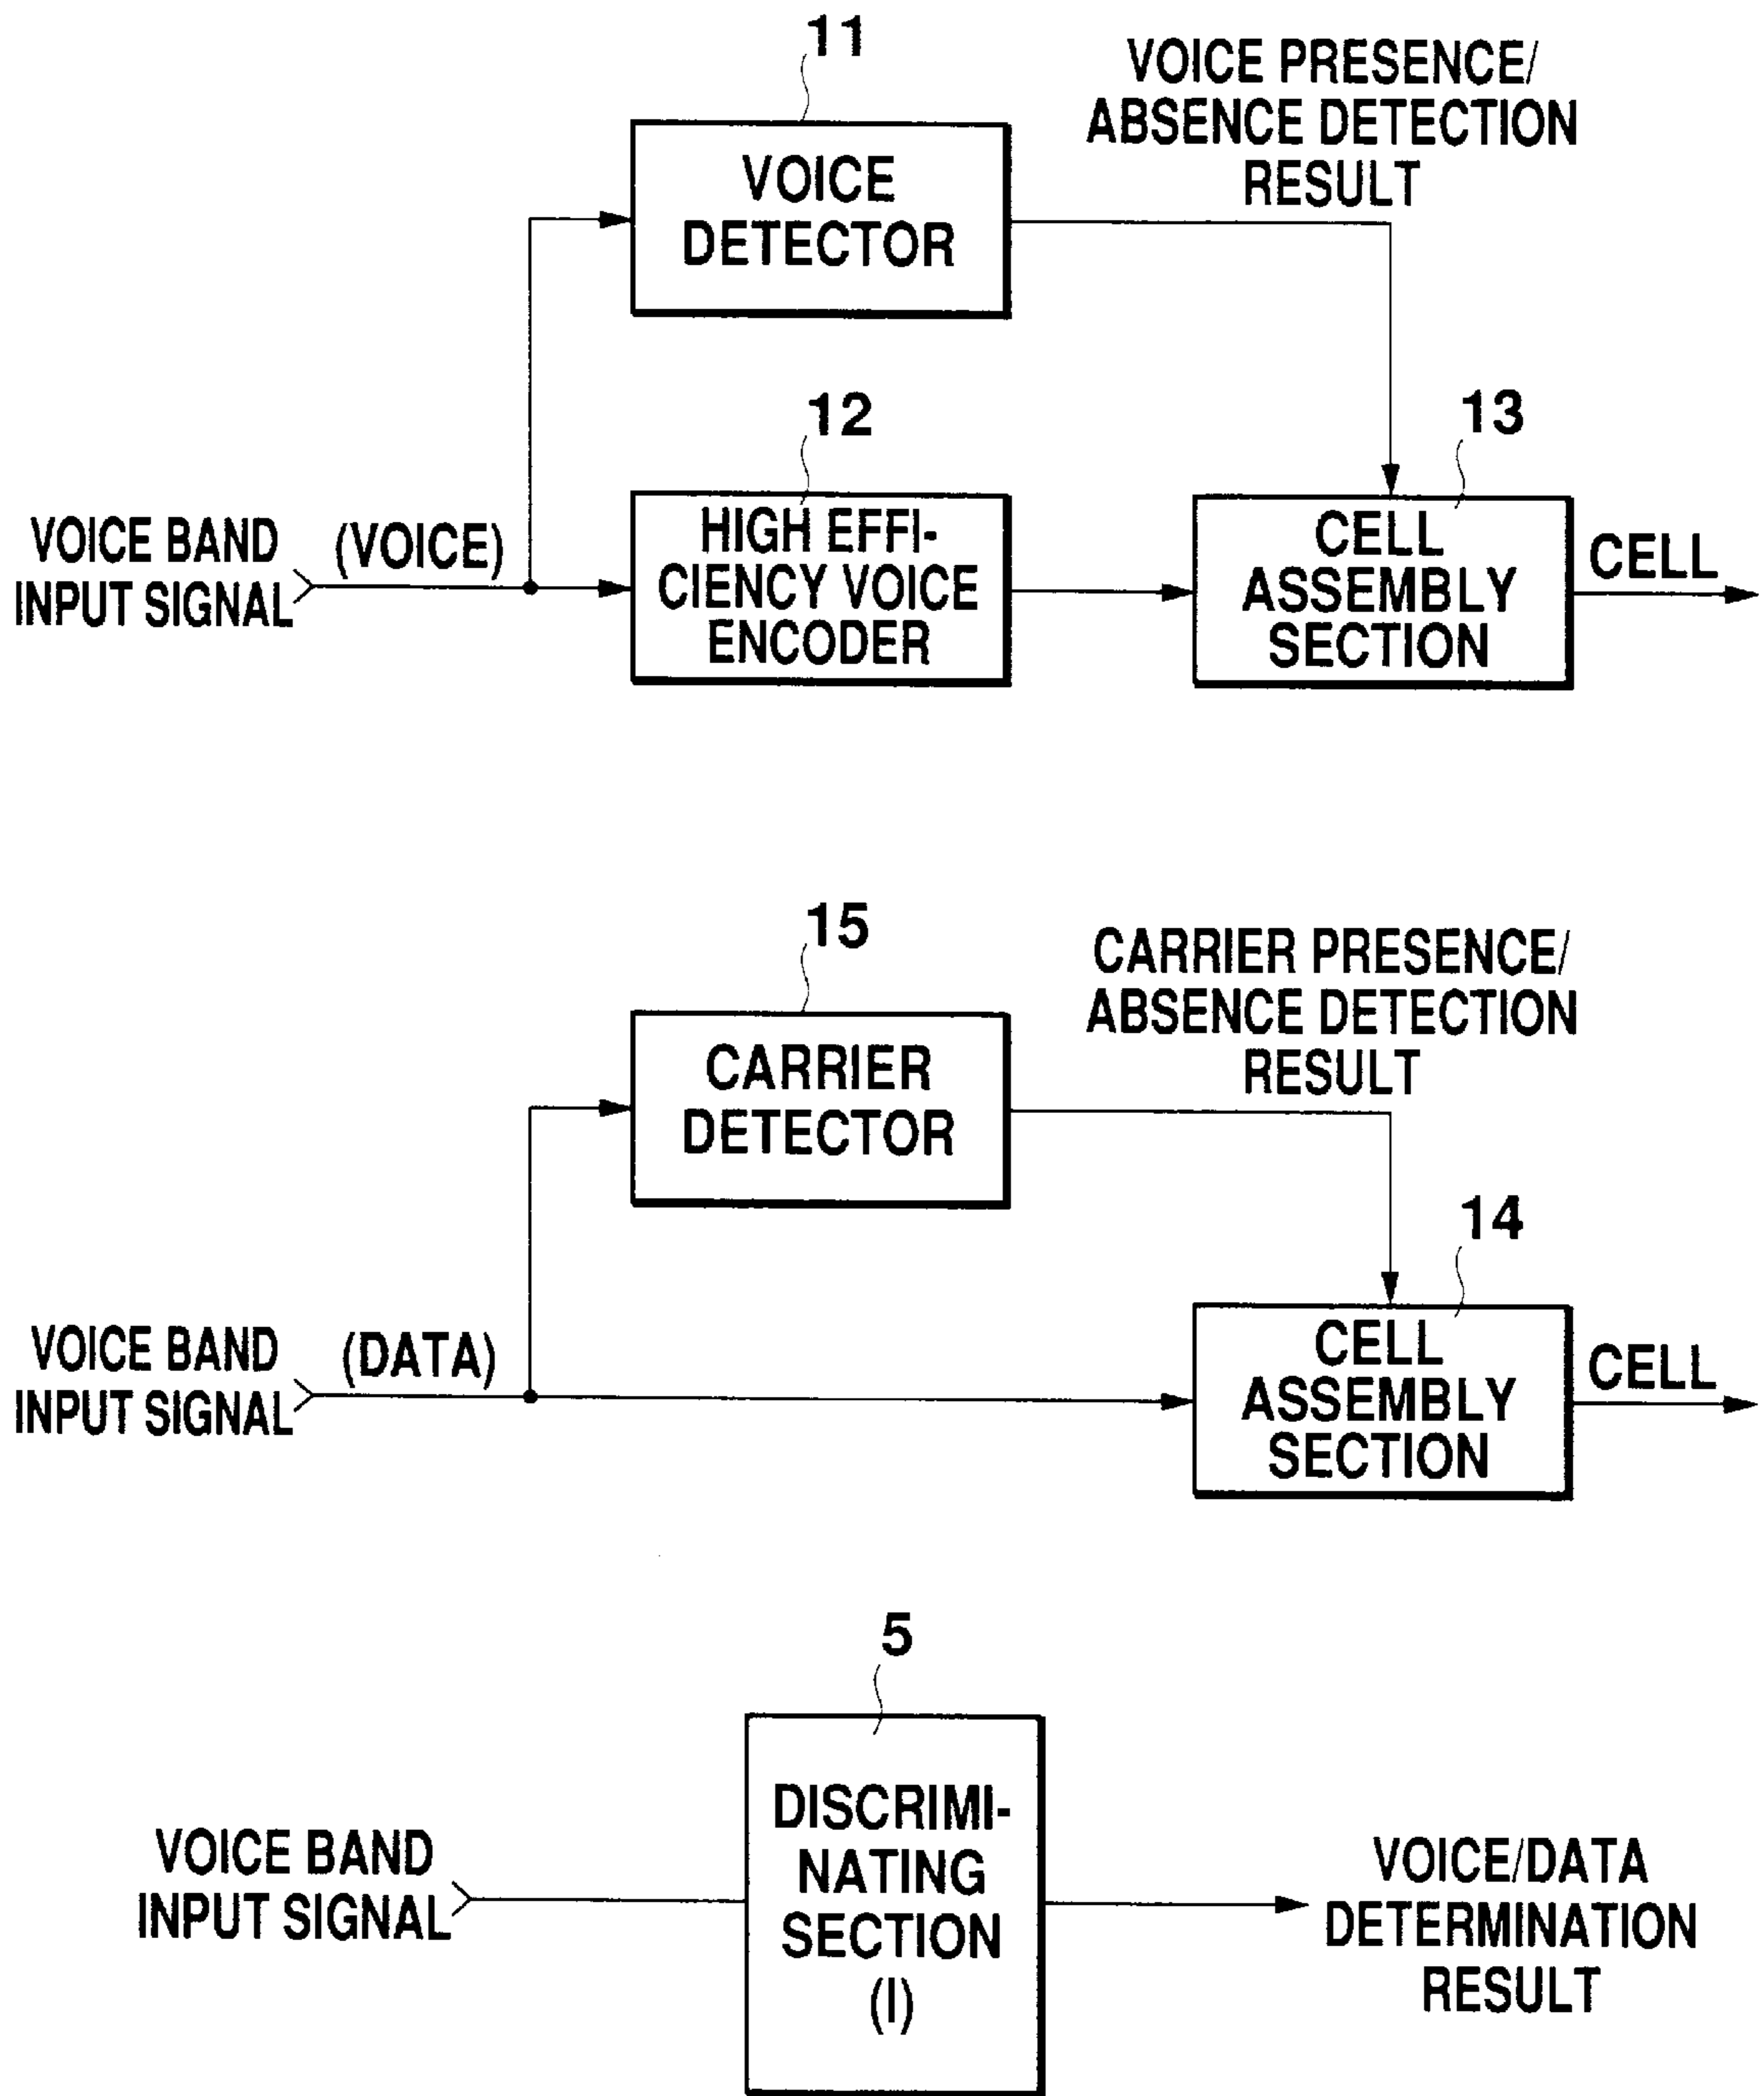 11
VOICE PRESENCE/
ABSENCE DETECTION
RESULT
VOICE
DETECTOR
12
13
VOICE BAND
INPUT SIGNAL
(VOICE)
HIGH EFFI-
CIENCY VOICE
ENCODER
CELL
ASSEMBLY
SECTION
CELL
15
CARRIER PRESENCE/
ABSENCE DETECTION
RESULT
CARRIER
DETECTOR
14
VOICE BAND
INPUT SIGNAL
(DATA)
CELL
ASSEMBLY
SECTION
CELL
5
VOICE BAND
INPUT SIGNAL
DISCRIMI-
NATING
SECTION
(I)
VOICE/DATA
DETERMINATION
RESULT